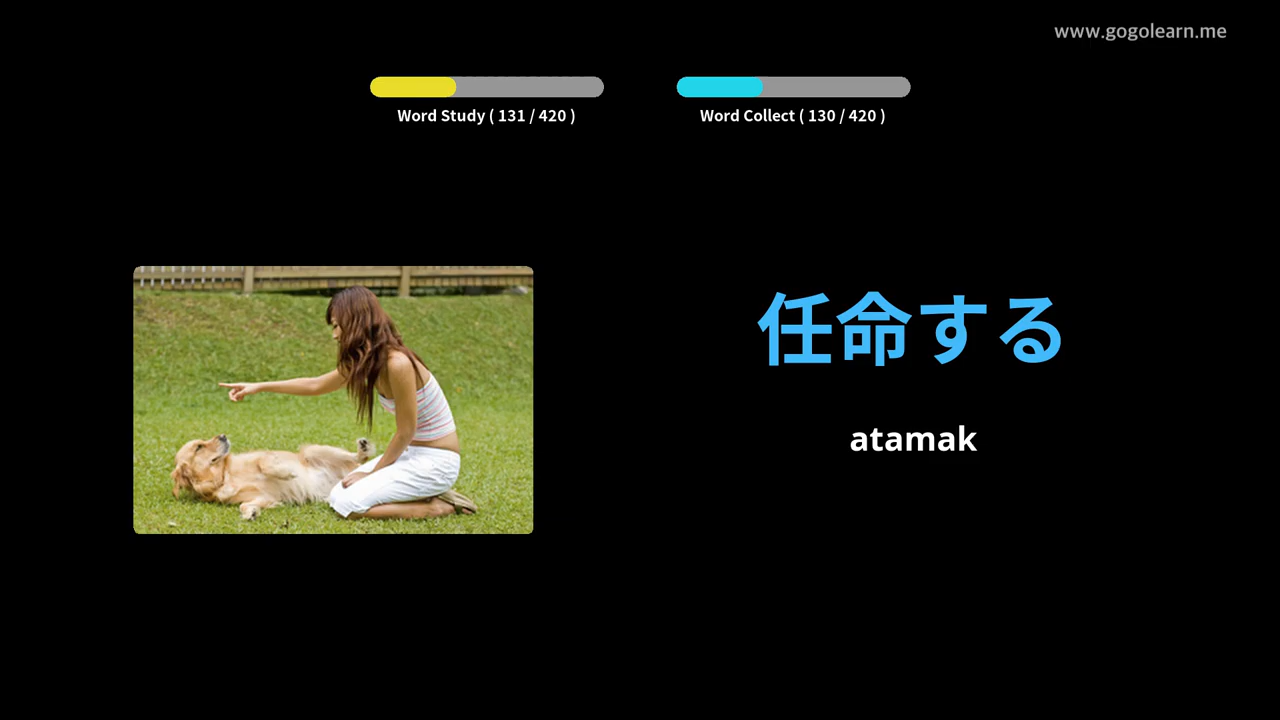 www.gogolearn.me
Word Study ( 131 / 420 )
Word Collect ( 130 / 420 )
任命する
atamak